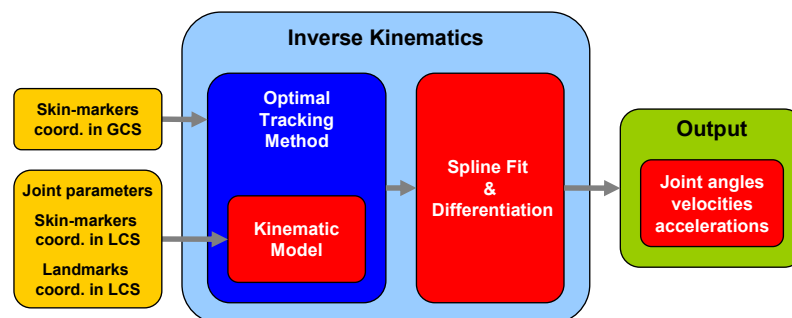 Inverse Kinematics
Skin-markers
coord. in GCS
Joint parameters
Skin-markers
coord. in LCS
Landmarks
coord. in LCS
Optimal
Tracking
Method
Kinematic
Model
Spline Fit
&
Differentiation
Output
Joint angles
velocities
accelerations